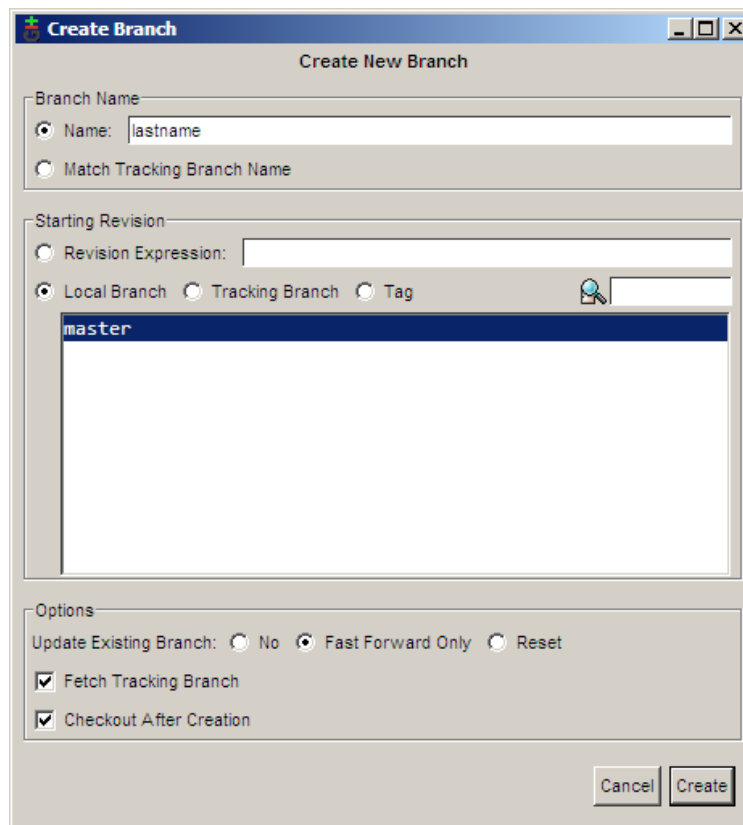 Create Branch
Create New Branch
Branch Name
Name: lastname
Match Tracking Branch Name
Starting Revision
Revision Expression:
Local Branch Tracking Branch Tag
master
Options
Update Existing Branch: No Fast Forward Only Reset
Fetch Tracking Branch
Checkout After Creation
Cancel Create